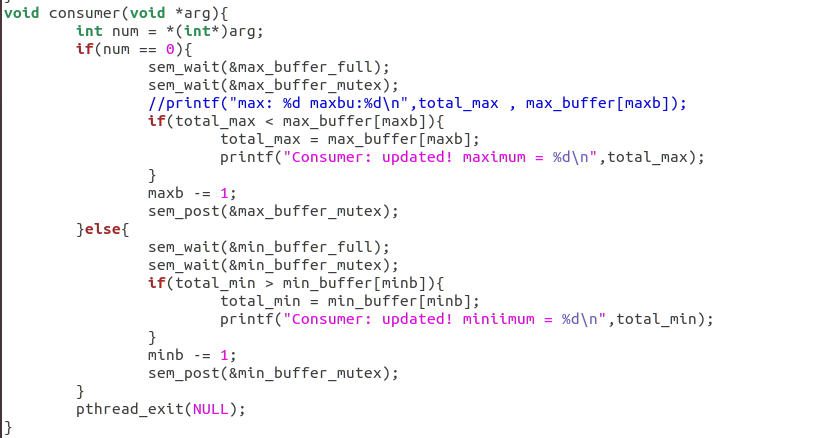 void consumer(void *arg){
        int num = *(int*)arg;
        if(num == 0){
                sem_wait(&max_buffer_full);
                sem_wait(&max_buffer_mutex);
                //printf("max: %d maxbu:%d\n",total_max , max_buffer[maxb]);
                if(total_max < max_buffer[maxb]){
                        total_max = max_buffer[maxb];
                        printf("Consumer: updated! maximum = %d\n",total_max);
                }
                maxb -= 1;
                sem_post(&max_buffer_mutex);
        }else{
                sem_wait(&min_buffer_full);
                sem_wait(&min_buffer_mutex);
                if(total_min > min_buffer[minb]){
                        total_min = min_buffer[minb];
                        printf("Consumer: updated! miniimum = %d\n",total_min);
                }
                minb -= 1;
                sem_post(&min_buffer_mutex);
        }
        pthread_exit(NULL);
}